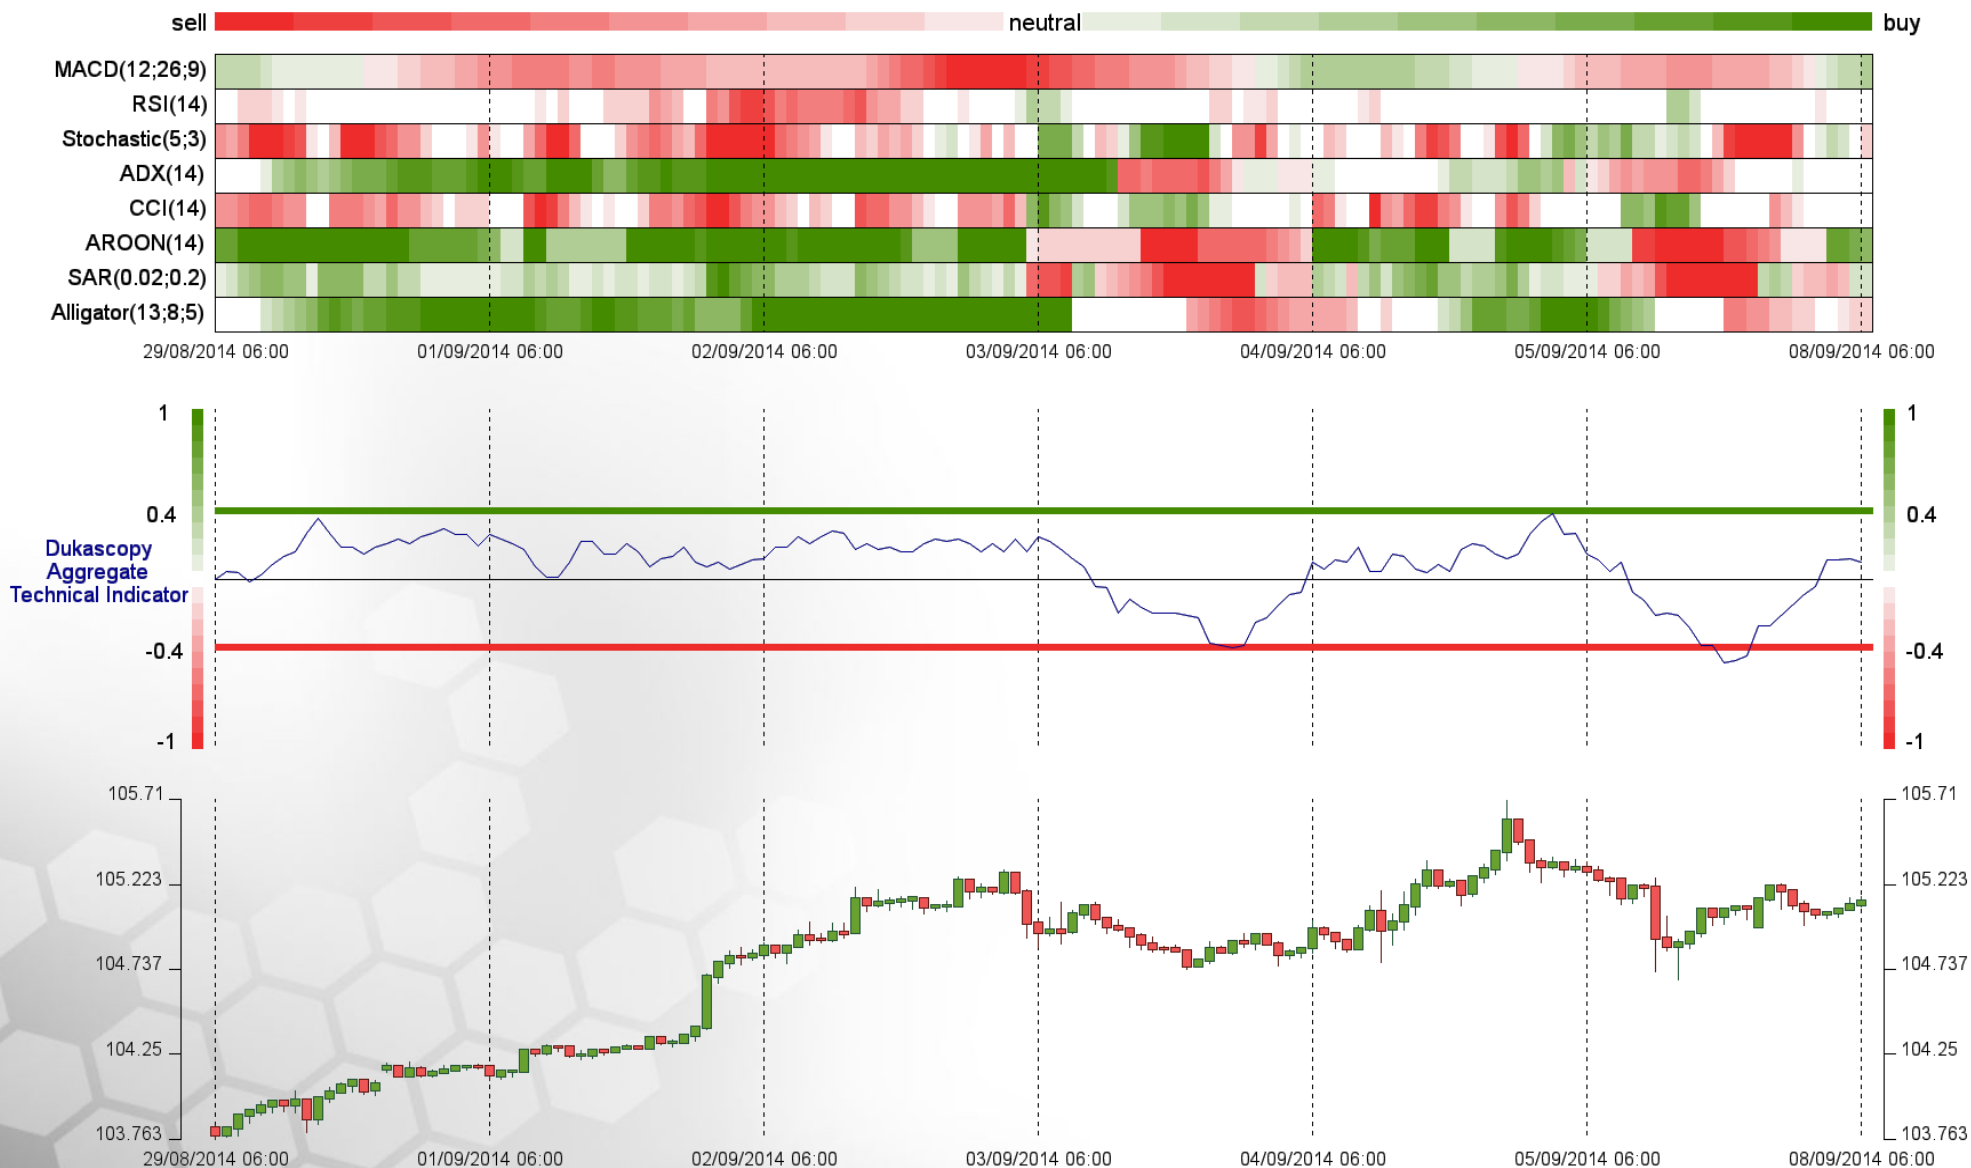 sell neutral buy
MACD(12;26;9)
RSI(14)
Stochastic(5;3)
ADX(14)
CCI(14)
AROON(14)
SAR(0.02;0.2)
Alligator(13;8;5)
29/08/2014 06:00 01/09/2014 06:00 02/09/2014 06:00 03/09/2014 06:00 04/09/2014 06:00 05/09/2014 06:00 08/09/2014 06:00
1 1
0.4 0.4
Dukascopy
Aggregate
Technical Indicator
-0.4 -0.4
-1 -1
105.71 105.71
105.223 105.223
104.737 104.737
104.25 104.25
103.763 103.763
29/08/2014 06:00 01/09/2014 06:00 02/09/2014 06:00 03/09/2014 06:00 04/09/2014 06:00 05/09/2014 06:00 08/09/2014 06:00